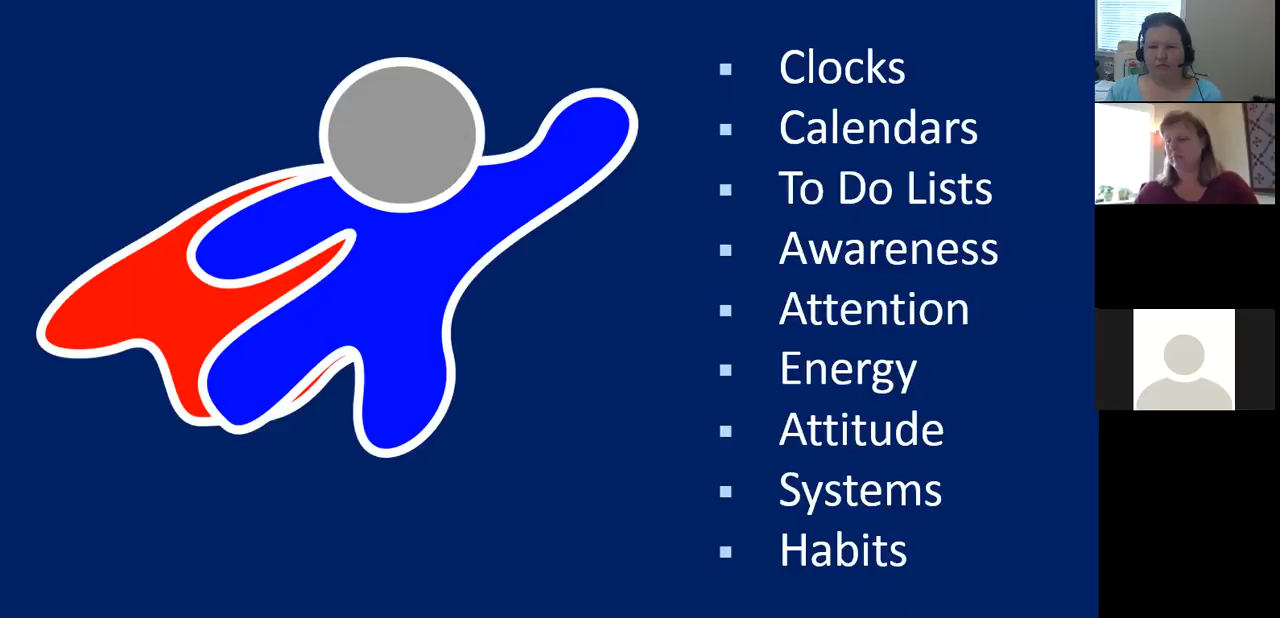 Clocks
Calendars
To Do Lists
Awareness
Attention
Energy
Attitude
Systems
Habits